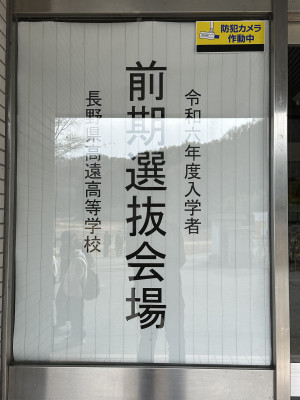 防犯カメラ
作動中
令和六年度入学者
前期選抜会場
長野県高遠高等学校